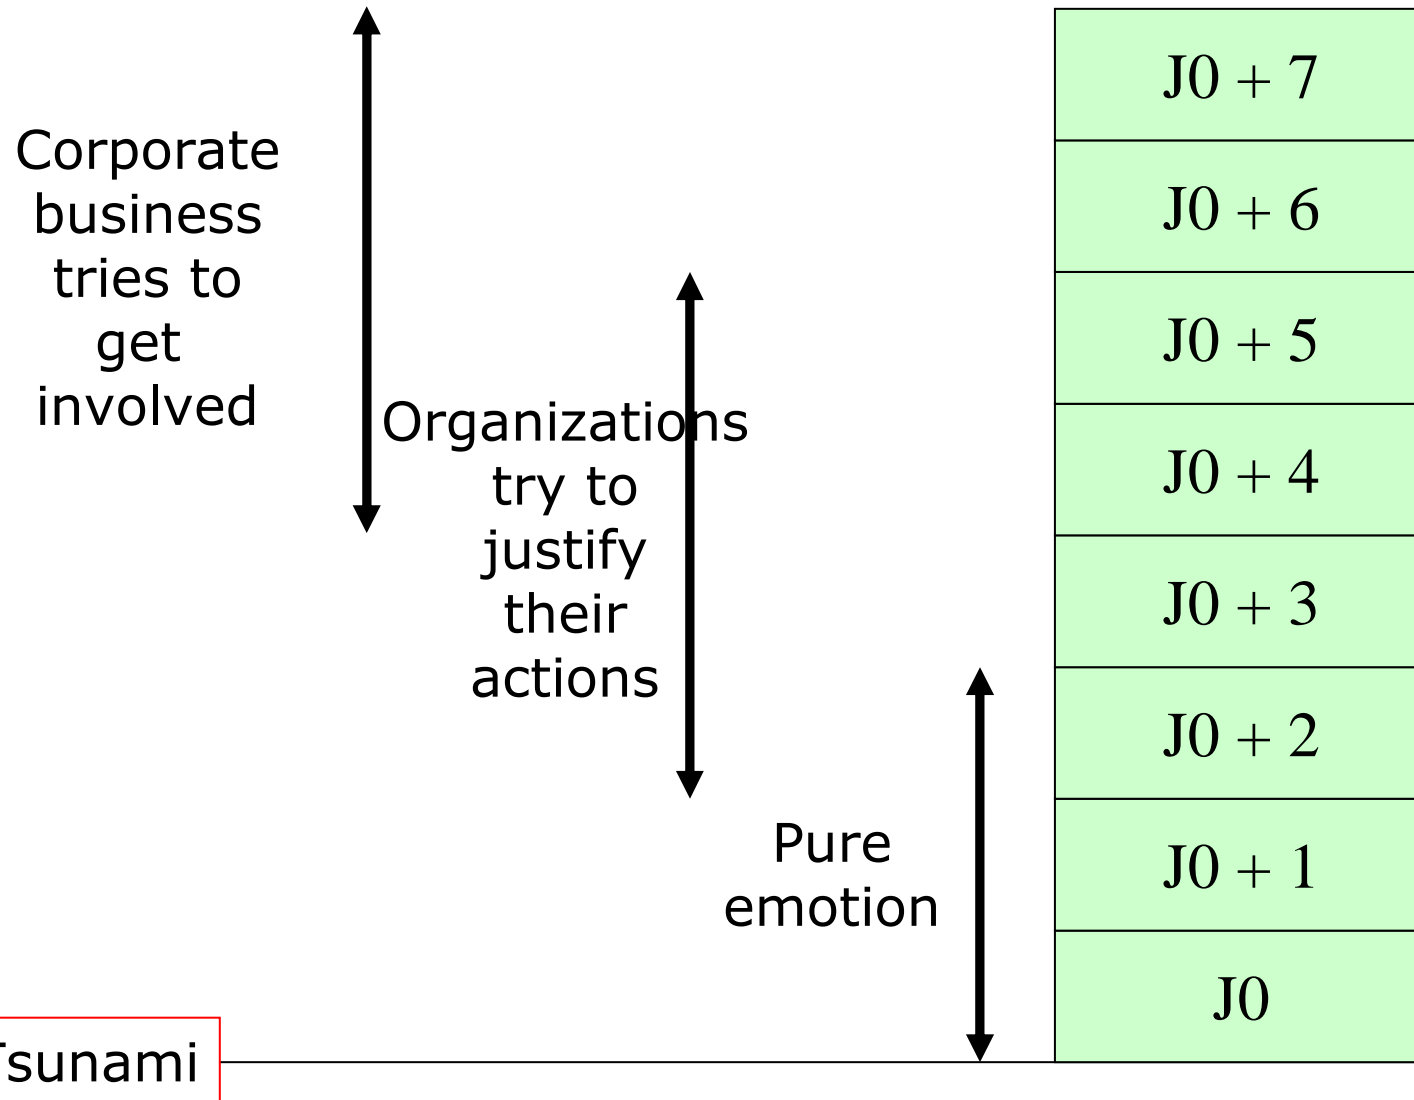 Corporate
business
tries to
get
involved
Organizations
try to
justify
their
actions
Pure
emotion
Tsunami
J0 + 7
J0 + 6
J0 + 5
J0 + 4
J0 + 3
J0 + 2
J0 + 1
J0